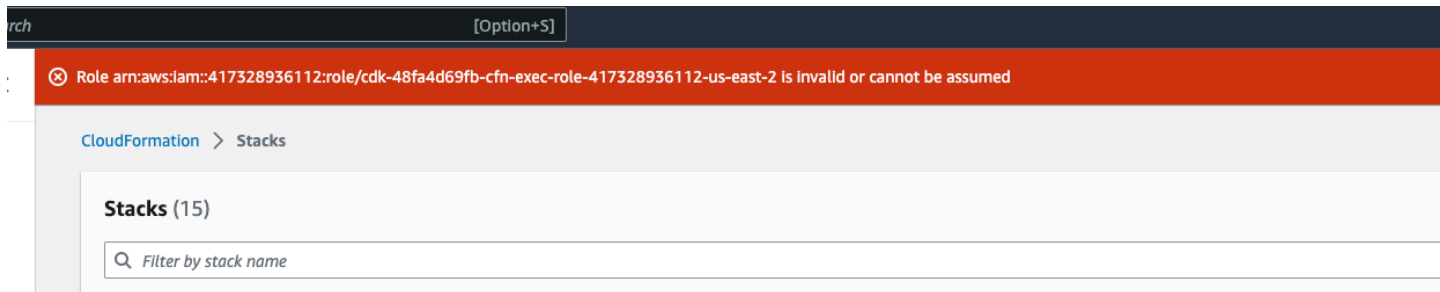 rch [Option+S]
Role arn:aws:iam::417328936112:role/cdk-48fa4d69fb-cfn-exec-role-417328936112-us-east-2 is invalid or cannot be assumed
CloudFormation > Stacks
Stacks (15)
Filter by stack name